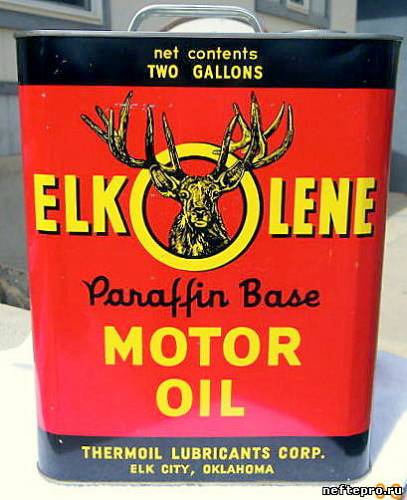 net contents
TWO GALLONS
ELK O LENE
Paraffin Base
MOTOR
OIL
THERMOIL LUBRICANTS CORP.
ELK CITY, OKLAHOMA
neftepro.ru